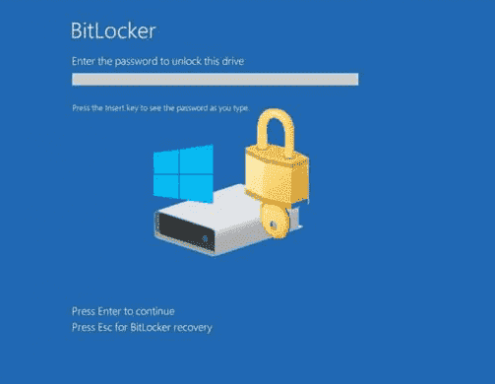 BitLocker
Enter the password to unlock this drive
Press the Insert key to see the password as you type.
Press Enter to continue
Press Esc for BitLocker recovery